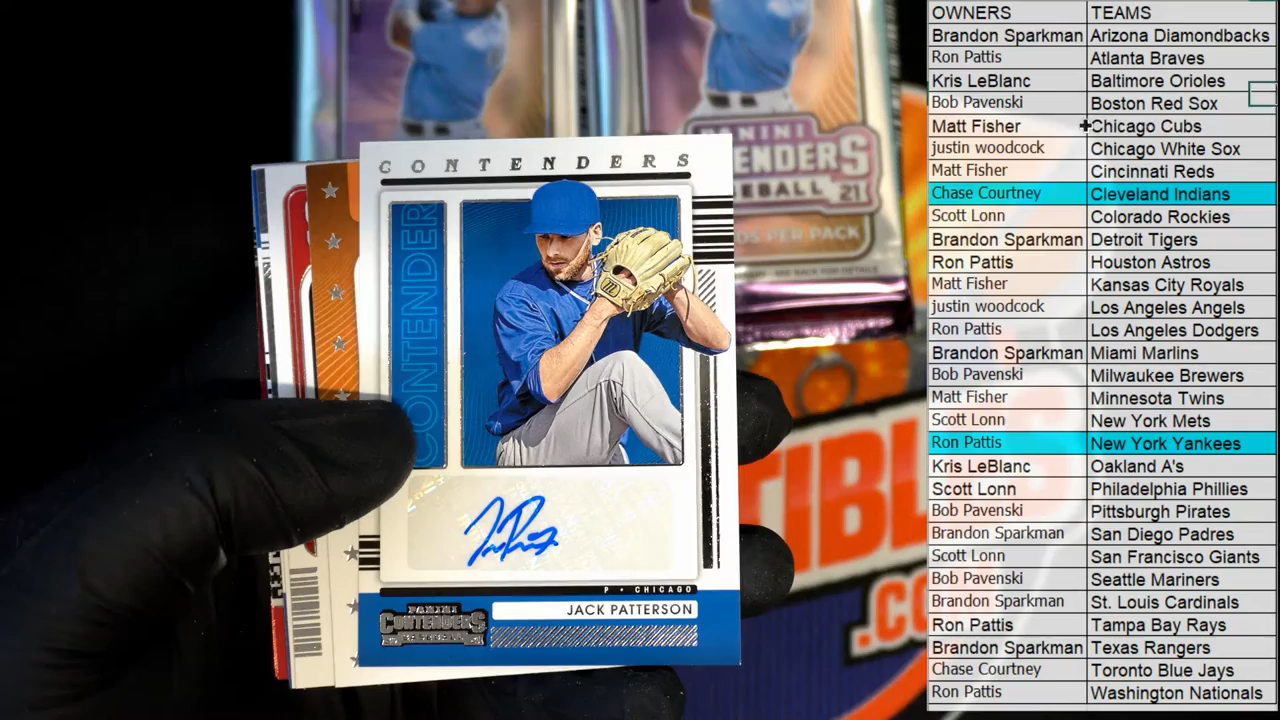 CONTENDERS
CONTENDER
P • CHICAGO
JACK PATTERSON
PANINI
CONTENDERS
BASEBALL
PANINI
ENDERS
EBALL 21
DS PER PACK
TIBL
.CO
OWNERS TEAMS
Brandon Sparkman Arizona Diamondbacks
Ron Pattis Atlanta Braves
Kris LeBlanc Baltimore Orioles
Bob Pavenski Boston Red Sox
Matt Fisher Chicago Cubs
justin woodcock Chicago White Sox
Matt Fisher Cincinnati Reds
Chase Courtney Cleveland Indians
Scott Lonn Colorado Rockies
Brandon Sparkman Detroit Tigers
Ron Pattis Houston Astros
Matt Fisher Kansas City Royals
justin woodcock Los Angeles Angels
Ron Pattis Los Angeles Dodgers
Brandon Sparkman Miami Marlins
Bob Pavenski Milwaukee Brewers
Matt Fisher Minnesota Twins
Scott Lonn New York Mets
Ron Pattis New York Yankees
Kris LeBlanc Oakland A's
Scott Lonn Philadelphia Phillies
Bob Pavenski Pittsburgh Pirates
Brandon Sparkman San Diego Padres
Scott Lonn San Francisco Giants
Bob Pavenski Seattle Mariners
Brandon Sparkman St. Louis Cardinals
Ron Pattis Tampa Bay Rays
Brandon Sparkman Texas Rangers
Chase Courtney Toronto Blue Jays
Ron Pattis Washington Nationals